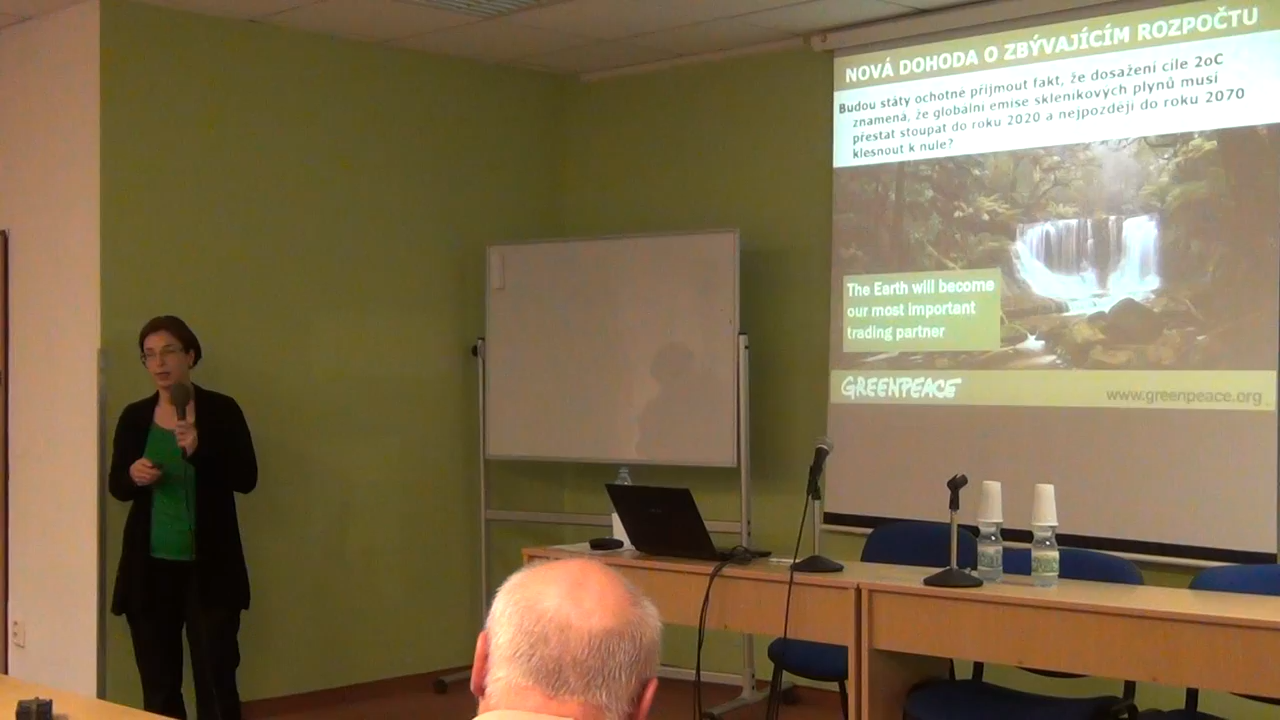 NOVÁ DOHODA O ZBÝVAJÍCÍM ROZPOČTU
Budou státy ochotné přijmout fakt, že dosažení cíle 2oC
znamená, že globální emise skleníkových plynů musí
přestat stoupat do roku 2020 a nejpozději do roku 2070
klesnout k nule?
The Earth will become
our most important
trading partner
GREENPEACE
www.greenpeace.org